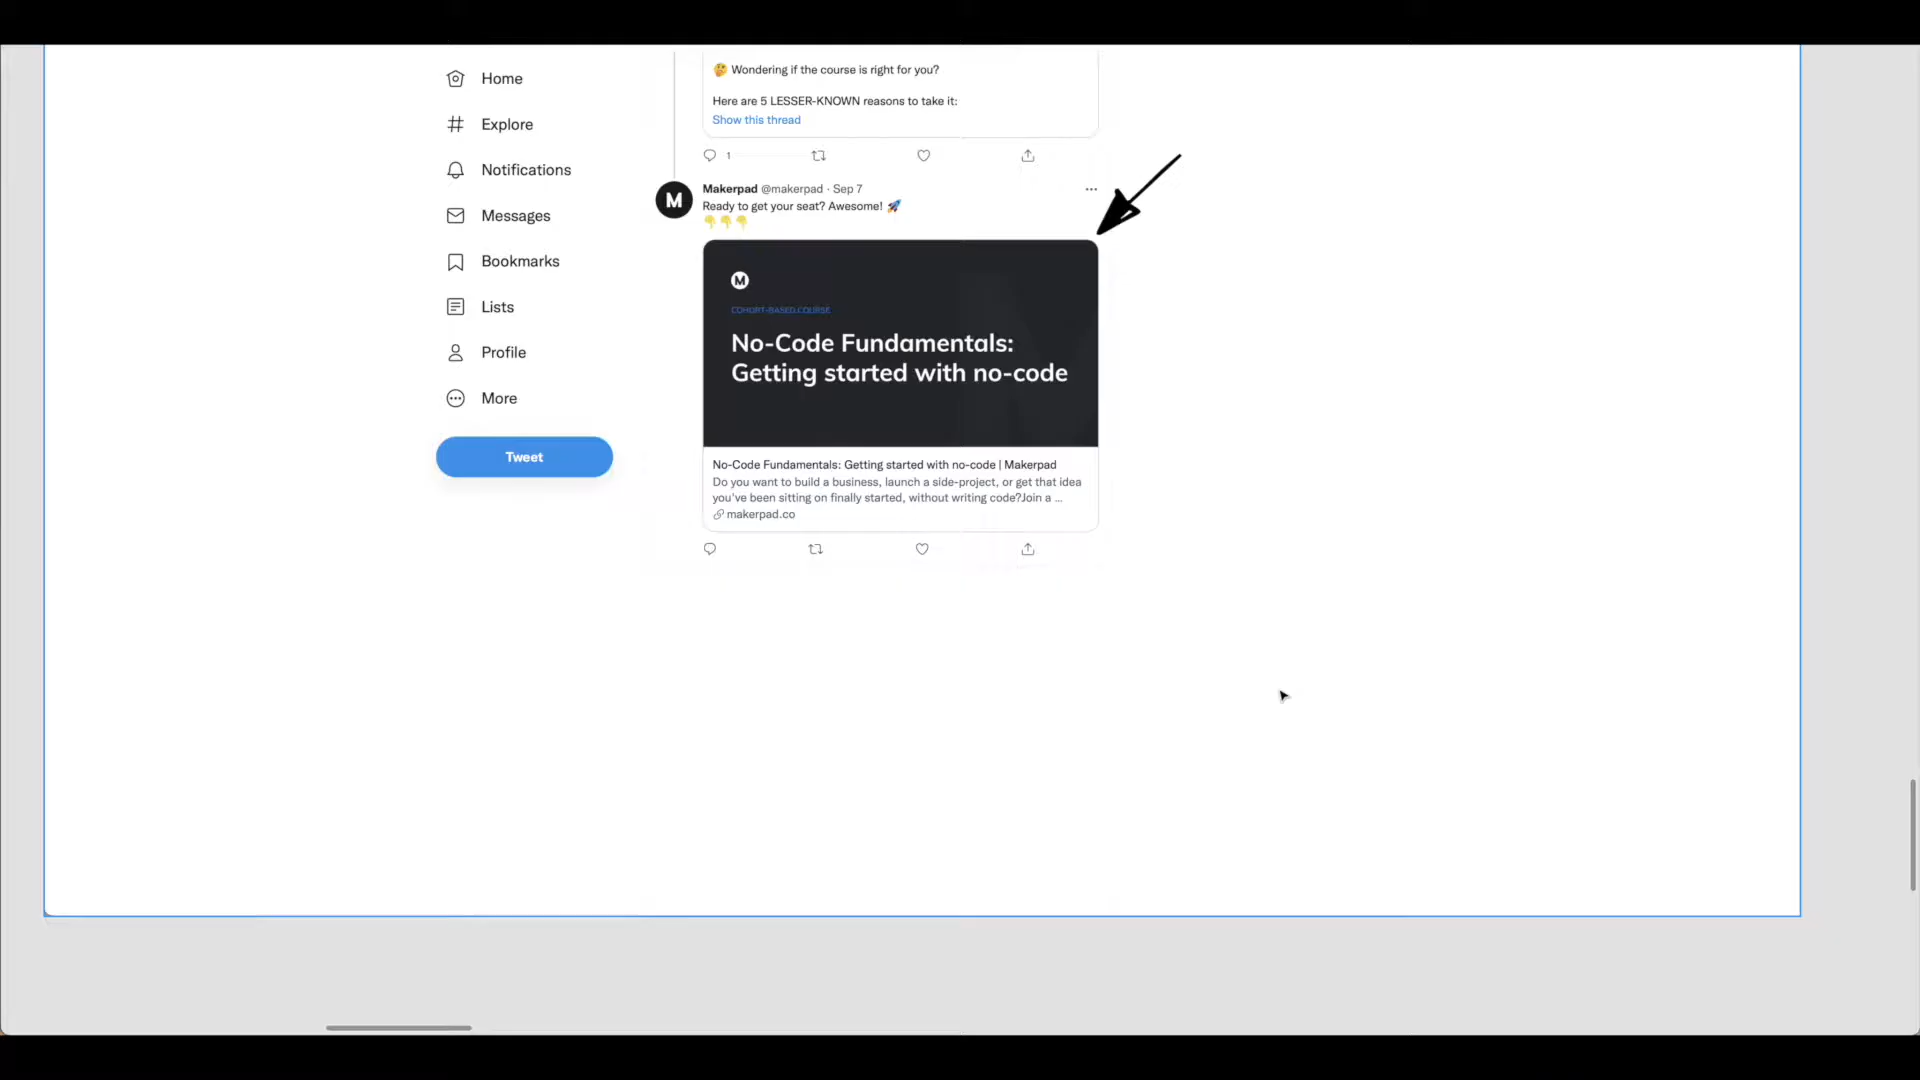 Home
Explore
Notifications
Messages
Bookmarks
Lists
Profile
More
Tweet
🤔 Wondering if the course is right for you?
Here are 5 LESSER-KNOWN reasons to take it:
Show this thread
1
M
Makerpad @makerpad · Sep 7
Ready to get your seat? Awesome! 🚀
👇👇👇
M
COHORT-BASED COURSE
No-Code Fundamentals:
Getting started with no-code
No-Code Fundamentals: Getting started with no-code | Makerpad
Do you want to build a business, launch a side-project, or get that idea
you've been sitting on finally started, without writing code?Join a ...
makerpad.co